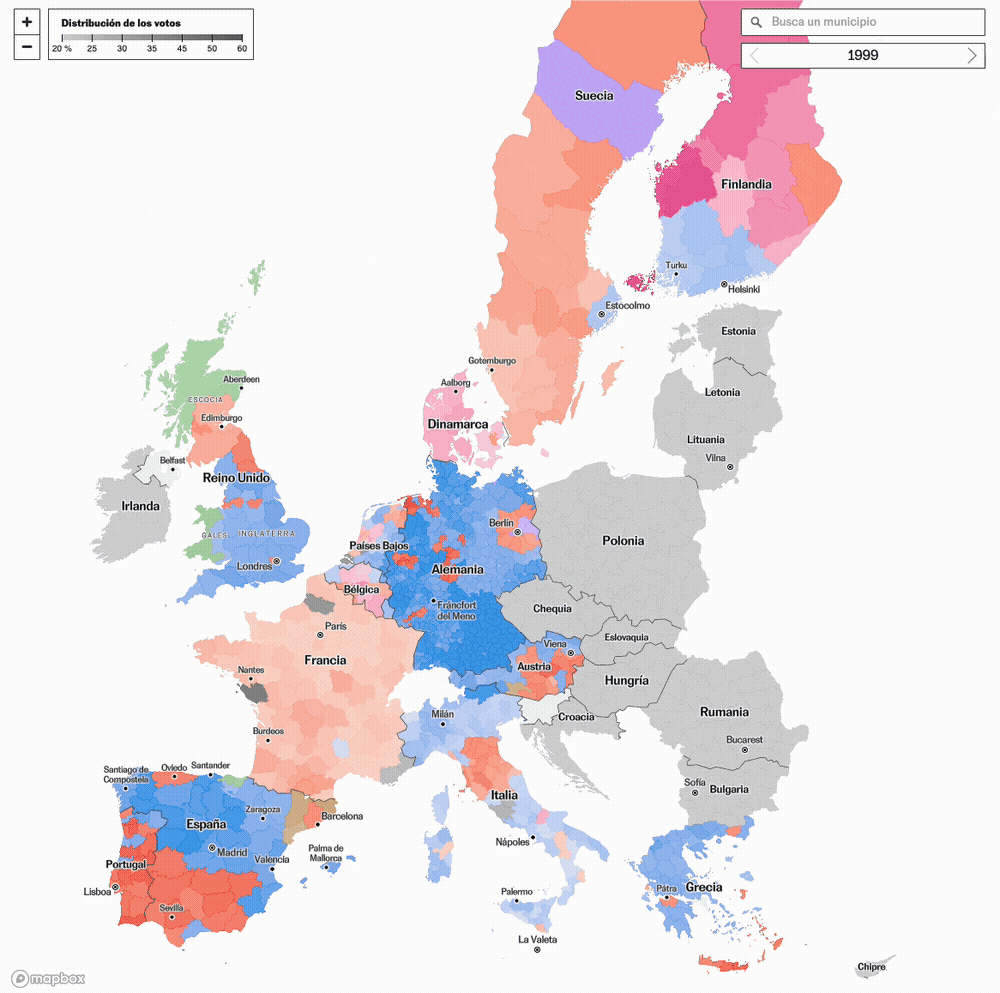 +
−
Distribución de los votos
20 % 25 30 35 45 50 60
Busca un municipio
1999
Suecia
Finlandia
Turku
Helsinki
Estocolmo
Estonia
Gotemburgo
Aalborg
Letonia
Aberdeen
ESCOCIA
Edimburgo
Dinamarca
Lituania
Vilna
Belfast
Reino Unido
Irlanda
GALES
INGLATERRA
Londres
Berlín
Países Bajos
Polonia
Alemania
Bélgica
Fráncfort
del Meno
Chequia
París
Eslovaquia
Viena
Francia
Austria
Nantes
Hungría
Milán
Croacia
Rumania
Burdeos
Bucarest
Santiago de
Compostela
Oviedo
Santander
Sofía
Bulgaria
Italia
Zaragoza
Barcelona
España
Madrid
Nápoles
Palma de
Mallorca
Valencia
Portugal
Lisboa
Patra
Grecia
Palermo
Sevilla
La Valeta
Chipre
mapbox